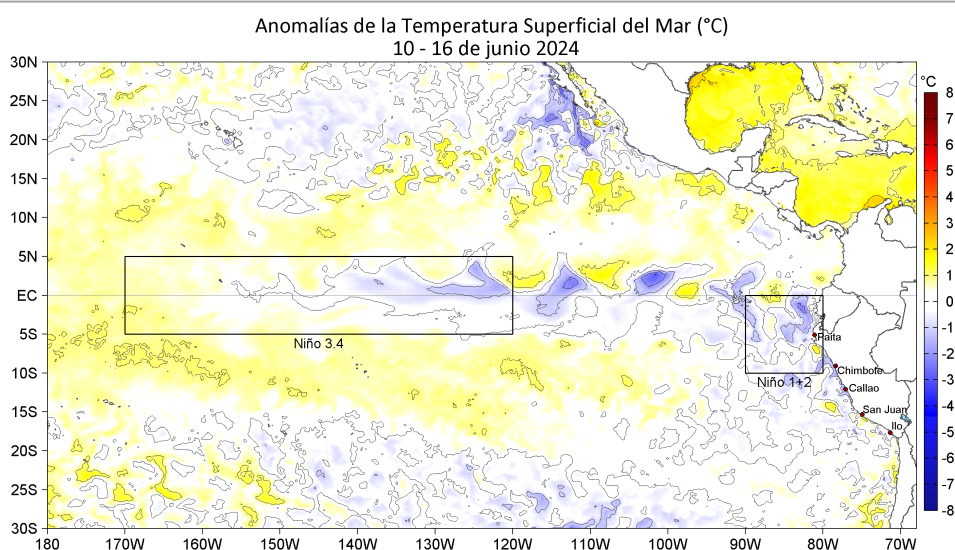 Anomalías de la Temperatura Superficial del Mar (°C)
10 - 16 de junio 2024
30N
25N
20N
15N
10N
5N
EC
5S
10S
15S
20S
25S
30S
180
170W
160W
150W
140W
130W
120W
110W
100W
90W
80W
70W
Niño 3.4
Niño 1+2
Paita
Chimbote
Callao
San Juan
Ilo
°C
8
7
6
5
4
3
2
1
0
-1
-2
-3
-4
-5
-6
-7
-8